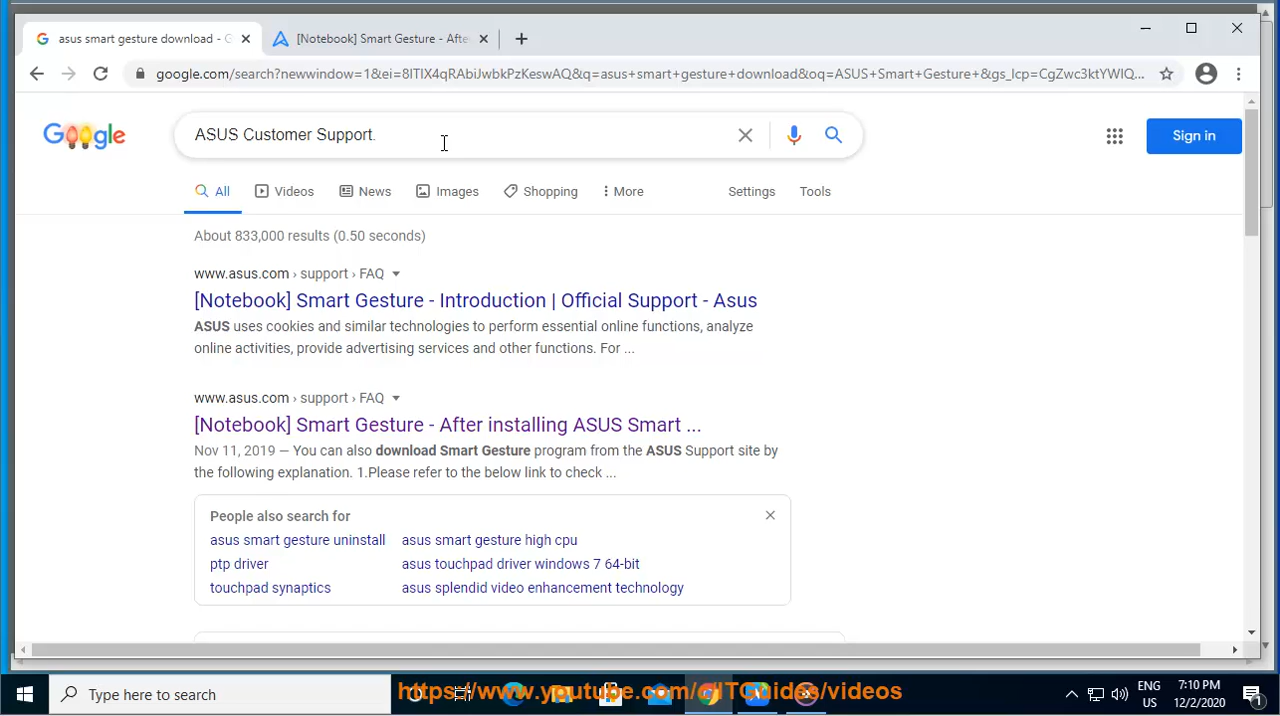 asus smart gesture download - G
[Notebook] Smart Gesture - Afte
google.com/search?newwindow=1&ei=8ITIX4qRAbiJwbkPzKeswAQ&q=asus+smart+gesture+download&oq=ASUS+Smart+Gesture+&gs_lcp=CgZwc3ktYWIQ...
Google
ASUS Customer Support.
Sign in
All
Videos
News
Images
Shopping
More
Settings
Tools
About 833,000 results (0.50 seconds)
www.asus.com › support › FAQ
[Notebook] Smart Gesture - Introduction | Official Support - Asus
ASUS uses cookies and similar technologies to perform essential online functions, analyze
online activities, provide advertising services and other functions. For ...
www.asus.com › support › FAQ
[Notebook] Smart Gesture - After installing ASUS Smart ...
Nov 11, 2019 — You can also download Smart Gesture program from the ASUS Support site by
the following explanation. 1.Please refer to the below link to check ...
People also search for
asus smart gesture uninstall asus smart gesture high cpu
ptp driver asus touchpad driver windows 7 64-bit
touchpad synaptics asus splendid video enhancement technology
Type here to search
https://www.youtube.com/@ITGuides/videos
ENG
US
7:10 PM
12/2/2020
1